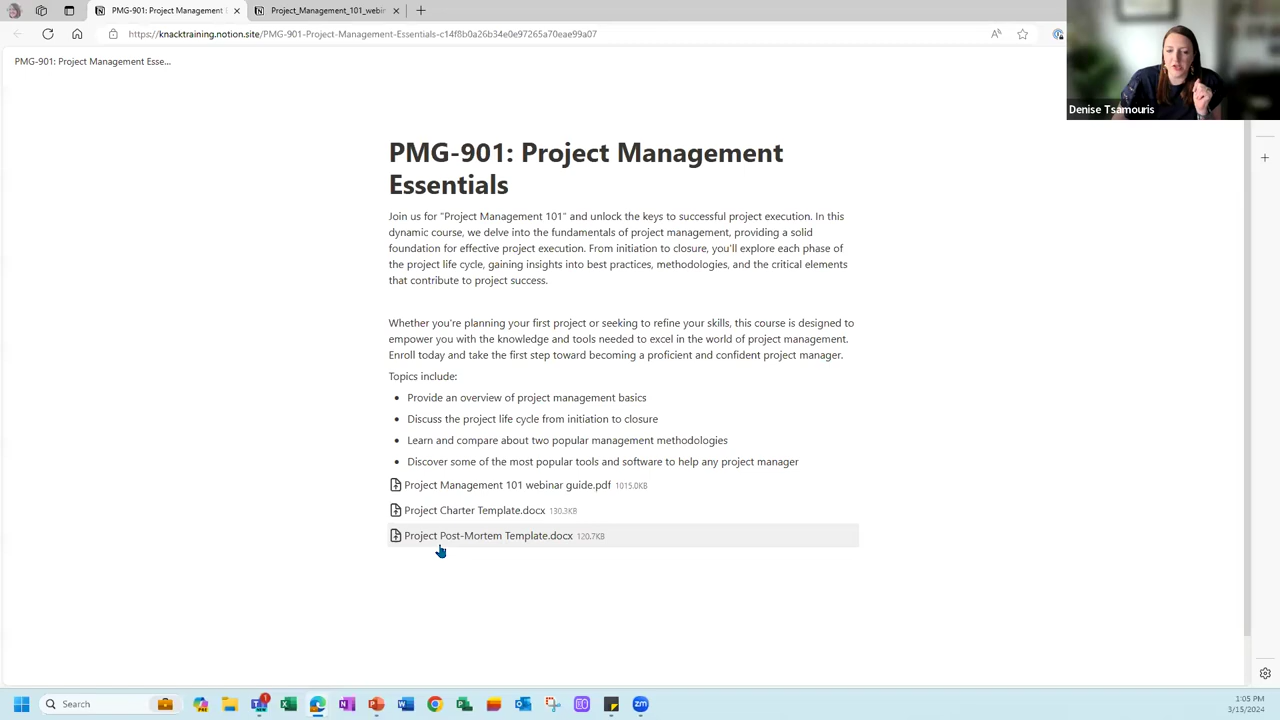 PMG-901: Project Management
Project_Management_101_webin
https://knacktraining.notion.site/PMG-901-Project-Management-Essentials-c14f8b0a26b34e0e97265a70eae99a07
PMG-901: Project Management Esse...
Denise Tsamouris
PMG-901: Project Management
Essentials
Join us for "Project Management 101" and unlock the keys to successful project execution. In this
dynamic course, we delve into the fundamentals of project management, providing a solid
foundation for effective project execution. From initiation to closure, you'll explore each phase of
the project life cycle, gaining insights into best practices, methodologies, and the critical elements
that contribute to project success.
Whether you're planning your first project or seeking to refine your skills, this course is designed to
empower you with the knowledge and tools needed to excel in the world of project management.
Enroll today and take the first step toward becoming a proficient and confident project manager.
Topics include:
• Provide an overview of project management basics
• Discuss the project life cycle from initiation to closure
• Learn and compare about two popular management methodologies
• Discover some of the most popular tools and software to help any project manager
Project Management 101 webinar guide.pdf 1015.0KB
Project Charter Template.docx 130.3KB
Project Post-Mortem Template.docx 120.7KB
Search
1:05 PM
3/15/2024